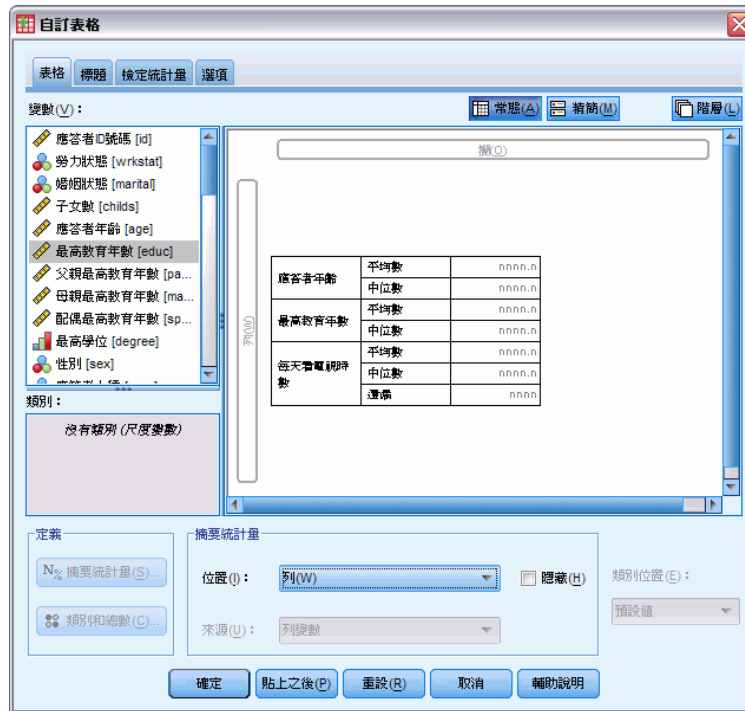 自訂表格
表格 標題 檢定統計量 選項
變數(V)：
常態(A) 精簡(M) 階層(L)
應答者ID號碼 [id]
勞力狀態 [wrkstat]
婚姻狀態 [marital]
子女數 [childs]
應答者年齡 [age]
最高教育年數 [educ]
父親最高教育年數 [pa...
母親最高教育年數 [ma...
配偶最高教育年數 [sp...
最高學位 [degree]
性別 [sex]
類別：
沒有類別 (尺度變數)
欄(O)
列(W)
應答者年齡 平均數 nnnn.n
中位數 nnnn.n
最高教育年數 平均數 nnnn.n
中位數 nnnn.n
每天看電視時數 平均數 nnnn.n
中位數 nnnn.n
遺漏 nnnn
定義
N% 摘要統計量(S)...
類別和總數(C)...
摘要統計量
位置(I)： 列(W) 隱藏(H)
來源(U)： 列變數
類別位置(E)：
預設值
確定 貼上之後(P) 重設(R) 取消 輔助說明